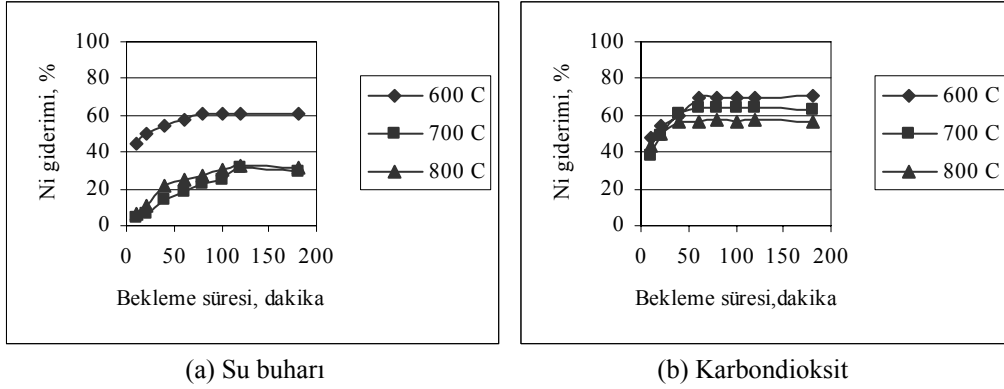 100
80
60
40
20
0
Ni giderimi, %
0 50 100 150 200
Bekleme süresi, dakika
600 C
700 C
800 C
(a) Su buharı
100
80
60
40
20
0
Ni giderimi, %
0 50 100 150 200
Bekleme süresi,dakika
600 C
700 C
800 C
(b) Karbondioksit